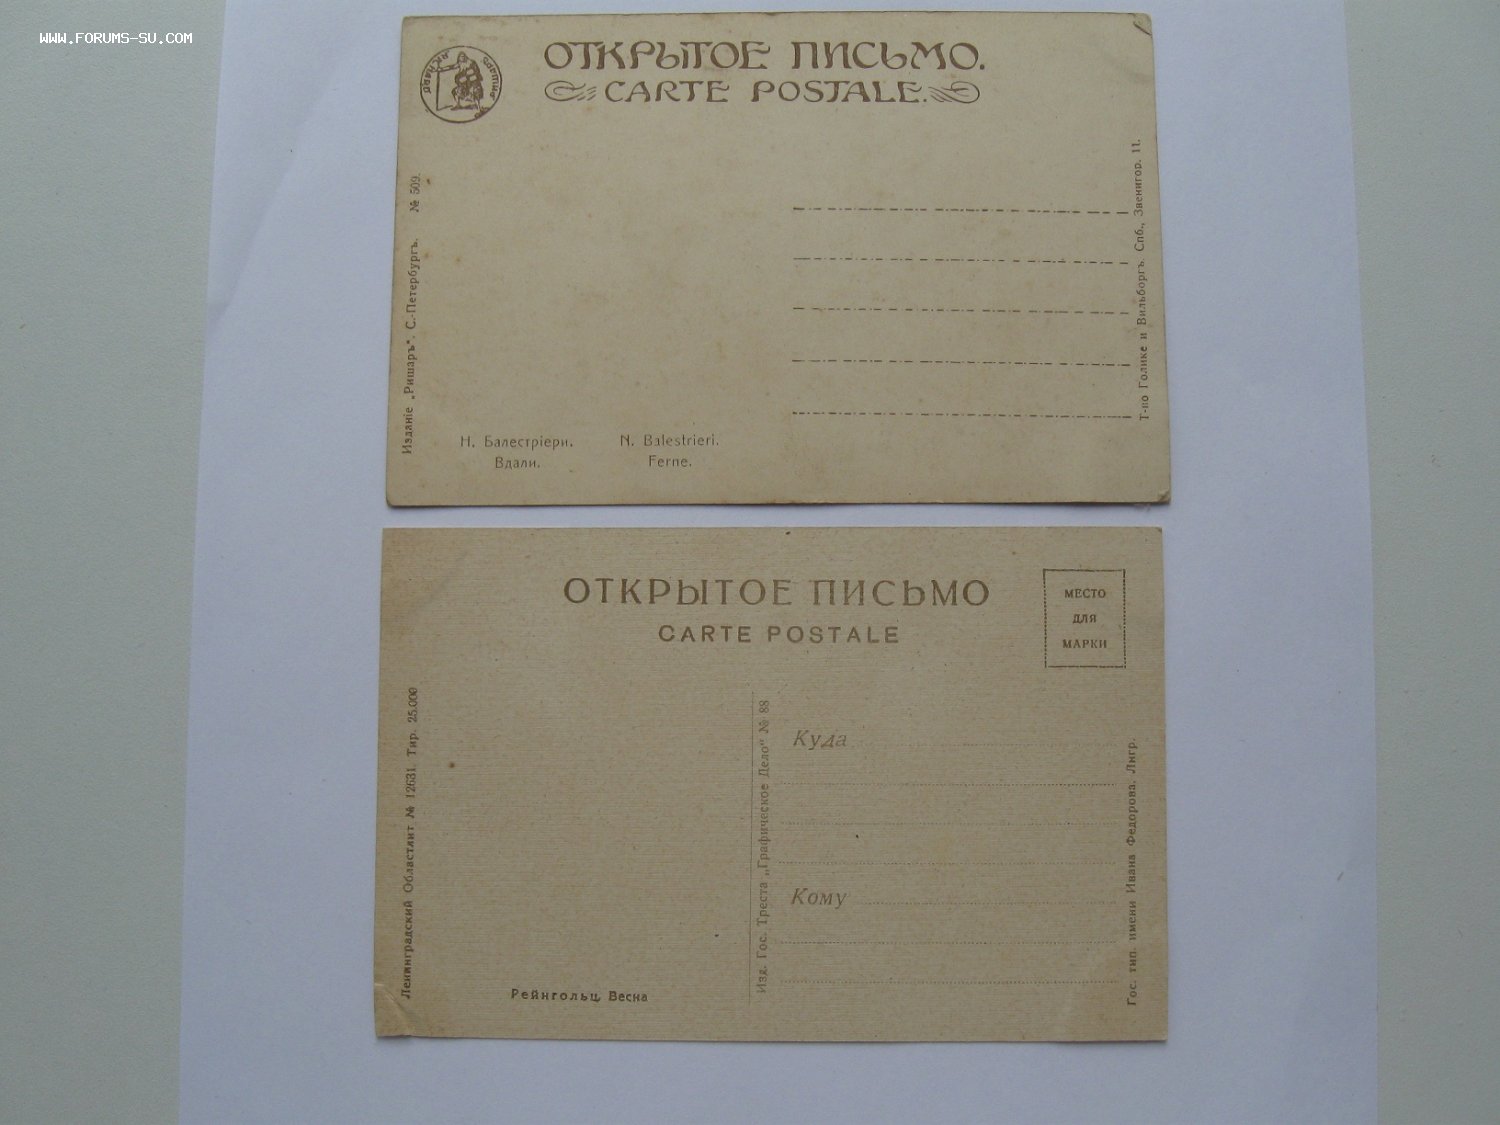 WWW.FORUMS-SU.COM
ОТКРЫТОЕ ПИСЬМО.
CARTE POSTALE.
РИШАРЪ
RICHARD
Изданіе „Ришаръ“. С.-Петербургъ. № 509.
Т-во Голике и Вильборгъ. Спб., Звенигор. 11.
Н. Балестріери. N. Balestrieri.
Вдали. Ferne.
ОТКРЫТОЕ ПИСЬМО
CARTE POSTALE
МЕСТО
ДЛЯ
МАРКИ
Ленинградский Областлит № 12631. Тир. 25.000
Изд. Гос. Треста „Графическое Дело“ № 88
Куда
Кому
Гос. тип. имени Ивана Федорова. Лнгр.
Рейнгольц. Весна